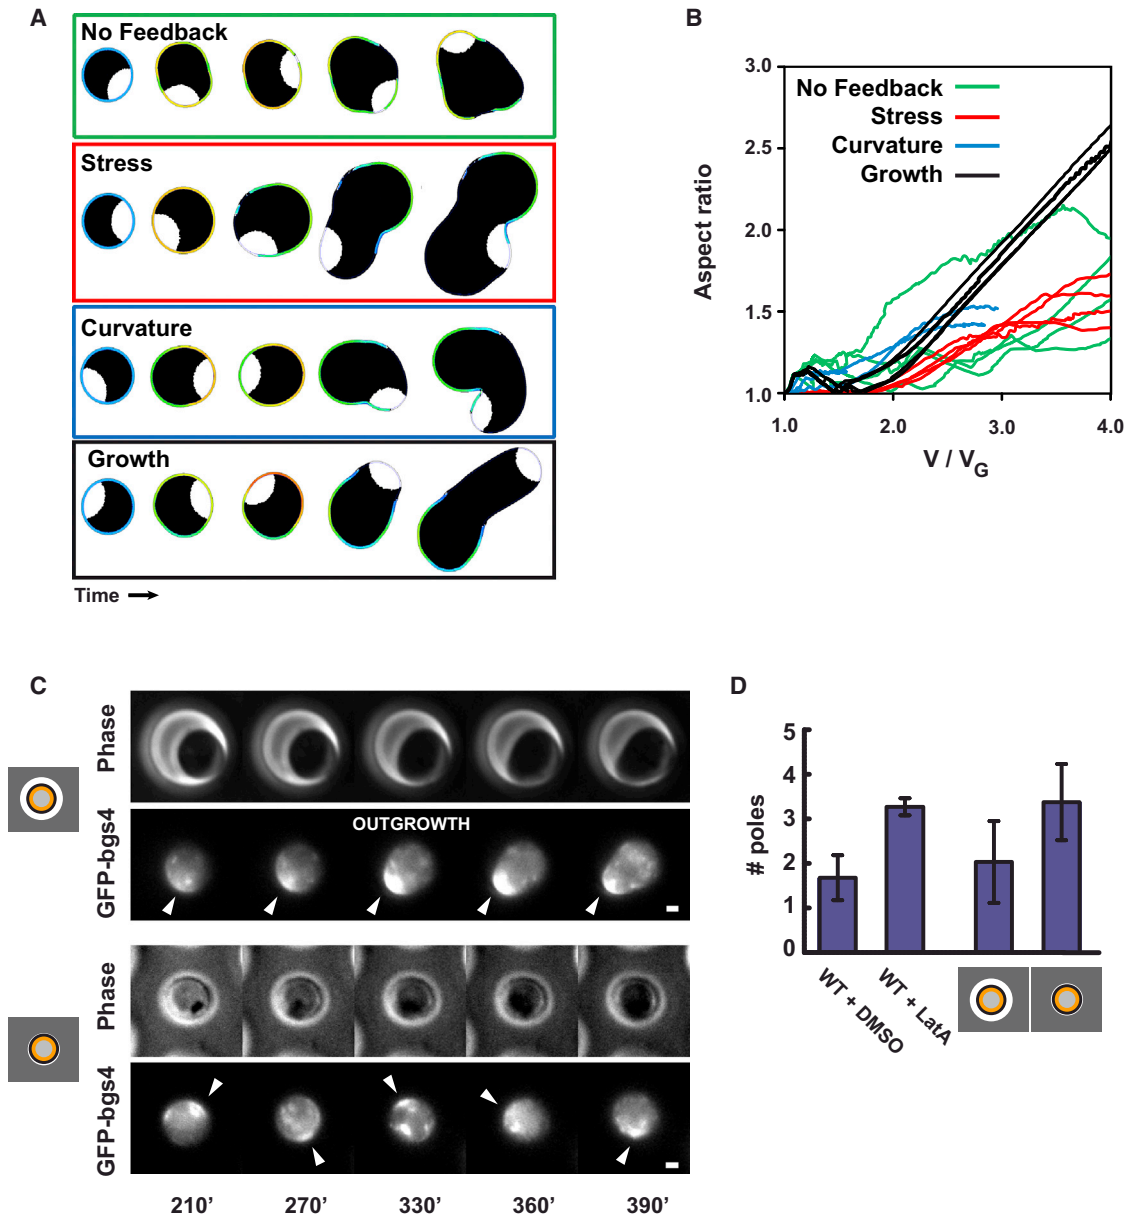 A
No Feedback
Stress
Curvature
Growth
Time
B
Aspect ratio
3.0
2.5
2.0
1.5
1.0
No Feedback
Stress
Curvature
Growth
1.0 2.0 3.0 4.0
V / VG
C
Phase
GFP-bgs4
OUTGROWTH
Phase
GFP-bgs4
210’ 270’ 330’ 360’ 390’
D
# poles
5
4
3
2
1
0
WT + DMSO
WT + LatA